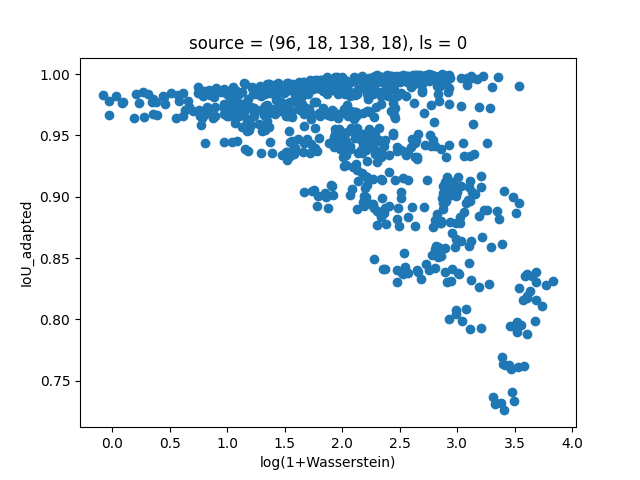 source = (96, 18, 138, 18), ls = 0
1.00
0.95
0.90
0.85
0.80
0.75
IoU_adapted
0.0 0.5 1.0 1.5 2.0 2.5 3.0 3.5 4.0
log(1+Wasserstein)